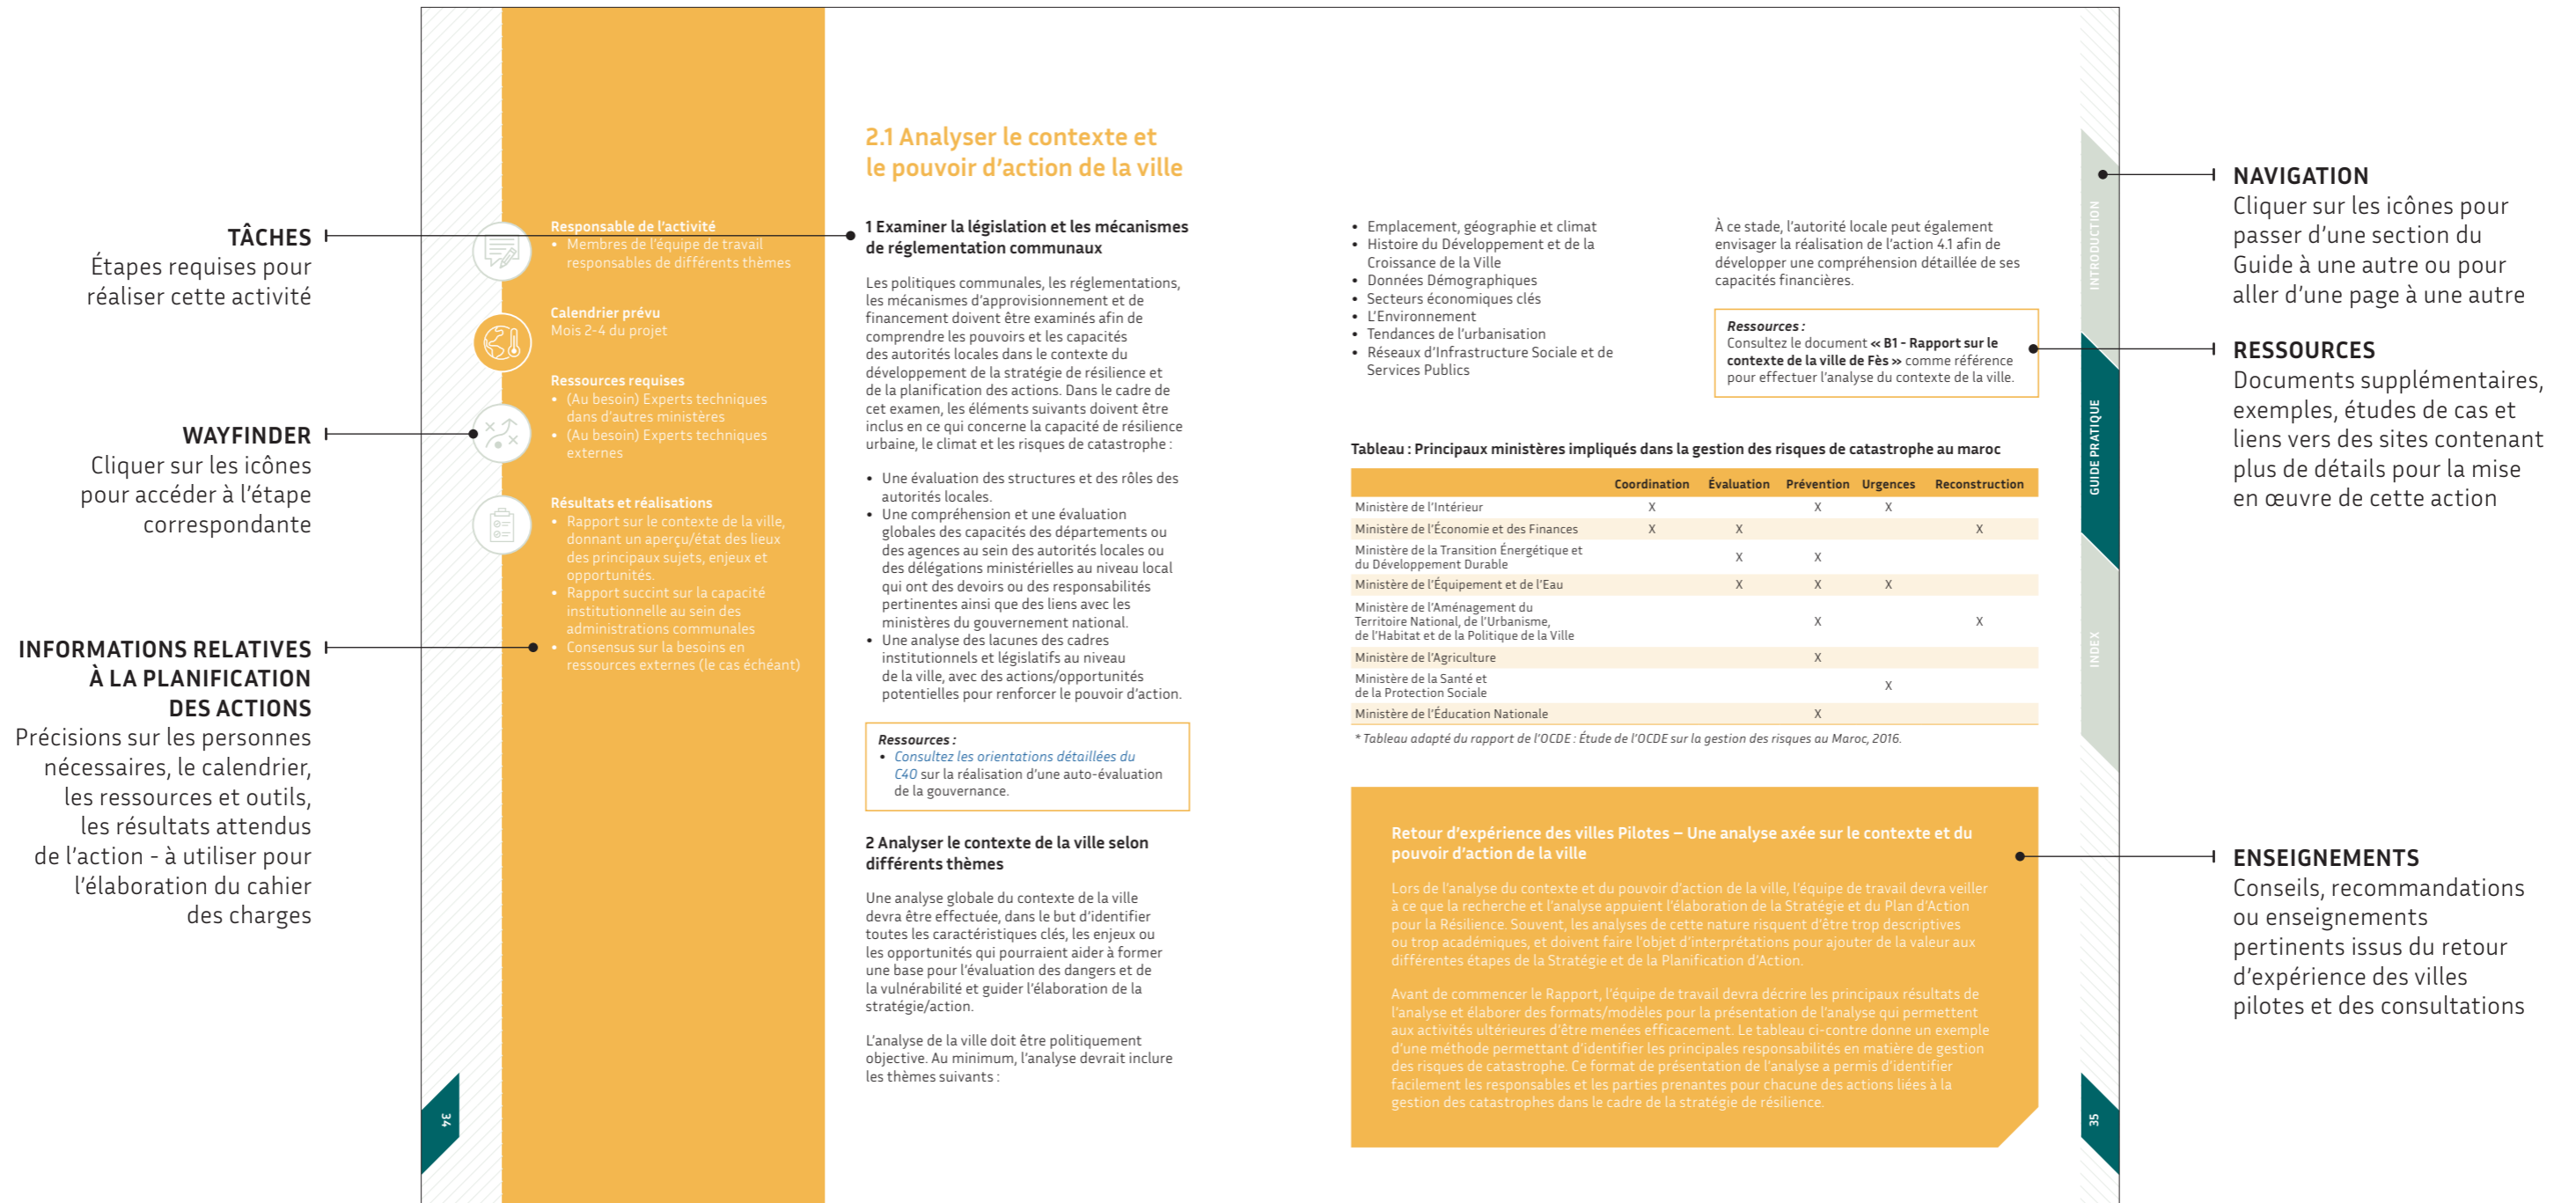 TÂCHES
Étapes requises pour
réaliser cette activité
WAYFINDER
Cliquer sur les icônes
pour accéder à l'étape
correspondante
INFORMATIONS RELATIVES
À LA PLANIFICATION
DES ACTIONS
Précisions sur les personnes
nécessaires, le calendrier,
les ressources et outils,
les résultats attendus
de l'action - à utiliser pour
l'élaboration du cahier
des charges
Responsable de l'activité
• Membres de l'équipe de travail
responsables de différents thèmes
Calendrier prévu
Mois 2-4 du projet
Ressources requises
• (Au besoin) Experts techniques
dans d'autres ministères
• (Au besoin) Experts techniques
externes
Résultats et réalisations
• Rapport sur le contexte de la ville,
donnant un aperçu/état des lieux
des principaux sujets, enjeux et
opportunités.
• Rapport succint sur la capacité
institutionnelle au sein des
administrations communales
• Consensus sur la besoins en
ressources externes (le cas échéant)
34
2.1 Analyser le contexte et
le pouvoir d'action de la ville
1 Examiner la législation et les mécanismes
de réglementation communaux
Les politiques communales, les réglementations,
les mécanismes d'approvisionnement et de
financement doivent être examinés afin de
comprendre les pouvoirs et les capacités
des autorités locales dans le contexte du
développement de la stratégie de résilience et
de la planification des actions. Dans le cadre de
cet examen, les éléments suivants doivent être
inclus en ce qui concerne la capacité de résilience
urbaine, le climat et les risques de catastrophe :
• Une évaluation des structures et des rôles des
autorités locales.
• Une compréhension et une évaluation
globales des capacités des départements ou
des agences au sein des autorités locales ou
des délégations ministérielles au niveau local
qui ont des devoirs ou des responsabilités
pertinentes ainsi que des liens avec les
ministères du gouvernement national.
• Une analyse des lacunes des cadres
institutionnels et législatifs au niveau
de la ville, avec des actions/opportunités
potentielles pour renforcer le pouvoir d'action.
Ressources :
• Consultez les orientations détaillées du
C40 sur la réalisation d'une auto-évaluation
de la gouvernance.
2 Analyser le contexte de la ville selon
différents thèmes
Une analyse globale du contexte de la ville
devra être effectuée, dans le but d'identifier
toutes les caractéristiques clés, les enjeux ou
les opportunités qui pourraient aider à former
une base pour l'évaluation des dangers et de
la vulnérabilité et guider l'élaboration de la
stratégie/action.
L'analyse de la ville doit être politiquement
objective. Au minimum, l'analyse devrait inclure
les thèmes suivants :
• Emplacement, géographie et climat
• Histoire du Développement et de la
Croissance de la Ville
• Données Démographiques
• Secteurs économiques clés
• L'Environnement
• Tendances de l'urbanisation
• Réseaux d'Infrastructure Sociale et de
Services Publics
À ce stade, l'autorité locale peut également
envisager la réalisation de l'action 4.1 afin de
développer une compréhension détaillée de ses
capacités financières.
Ressources :
Consultez le document « B1 - Rapport sur le
contexte de la ville de Fès » comme référence
pour effectuer l'analyse du contexte de la ville.
Tableau : Principaux ministères impliqués dans la gestion des risques de catastrophe au maroc
Coordination Évaluation Prévention Urgences Reconstruction
Ministère de l'Intérieur X X X
Ministère de l'Économie et des Finances X X X
Ministère de la Transition Énergétique et
du Développement Durable X X
Ministère de l'Équipement et de l'Eau X X X
Ministère de l'Aménagement du
Territoire National, de l'Urbanisme, X X
de l'Habitat et de la Politique de la Ville
Ministère de l'Agriculture X
Ministère de la Santé et
de la Protection Sociale X
Ministère de l'Éducation Nationale X
* Tableau adapté du rapport de l'OCDE : Étude de l'OCDE sur la gestion des risques au Maroc, 2016.
Retour d'expérience des villes Pilotes – Une analyse axée sur le contexte et du
pouvoir d'action de la ville
Lors de l'analyse du contexte et du pouvoir d'action de la ville, l'équipe de travail devra veiller
à ce que la recherche et l'analyse appuient l'élaboration de la Stratégie et du Plan d'Action
pour la Résilience. Souvent, les analyses de cette nature risquent d'être trop descriptives
ou trop académiques, et doivent faire l'objet d'interprétations pour ajouter de la valeur aux
différentes étapes de la Stratégie et de la Planification d'Action.
Avant de commencer le Rapport, l'équipe de travail devra décrire les principaux résultats de
l'analyse et élaborer des formats/modèles pour la présentation de l'analyse qui permettent
aux activités ultérieures d'être menées efficacement. Le tableau ci-contre donne un exemple
d'une méthode permettant d'identifier les principales responsabilités en matière de gestion
des risques de catastrophe. Ce format de présentation de l'analyse a permis d'identifier
facilement les responsables et les parties prenantes pour chacune des actions liées à la
gestion des catastrophes dans le cadre de la stratégie de résilience.
INTRODUCTION
GUIDE PRATIQUE
INDEX
35
NAVIGATION
Cliquer sur les icônes pour
passer d'une section du
Guide à une autre ou pour
aller d'une page à une autre
RESSOURCES
Documents supplémentaires,
exemples, études de cas et
liens vers des sites contenant
plus de détails pour la mise
en œuvre de cette action
ENSEIGNEMENTS
Conseils, recommandations
ou enseignements
pertinents issus du retour
d'expérience des villes
pilotes et des consultations